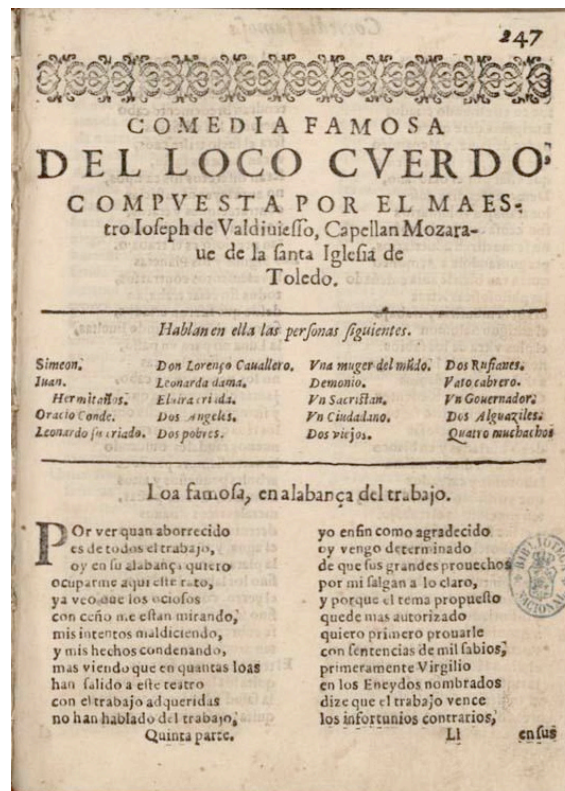 247
COMEDIA FAMOSA
DEL LOCO CVERDO,
COMPVESTA POR EL MAES-
tro Ioseph de Valdiuiesso, Capellan Mozara-
ue de la santa Iglesia de
Toledo.
Hablan en ella las personas siguientes.
Simeon. Don Lorenço Cauallero. Vna muger del mũdo. Dos Rufianes.
Iuan. Leonarda dama. Demonio. Vato cabrero.
Hermitaños. Eluira criada. Vn Sacristan. Vn Gouernador.
Oracio Conde. Dos Angeles. Vn Ciudadano. Dos Alguaziles.
Leonardo su criado. Dos pobres. Dos viejos. Quatro muchachos
Loa famosa, en alabança del trabajo.
POr ver quan aborrecido
es de todos el trabajo,
oy en su alabança quiero
ocuparme aqui este rato,
ya veo que los ociosos
con ceño me estan mirando,
mis intentos maldiciendo,
y mis hechos condenando,
mas viendo que en quantas loas
han salido a este teatro
con el trabajo adqueridas
no han hablado del trabajo,
Quinta parte.
yo enfin como agradecido
oy vengo determinado
de que sus grandes prouechos
por mi salgan a lo claro,
y porque el tema propuesto
quede mas autorizado
quiero primero prouarle
con sentencias de mil sabios,
primeramente Virgilio
en los Eneydos nombrados
dize que el trabajo vence
los infortunios contrarios,
Ll en sus
BIBLIOTECA NACIONAL